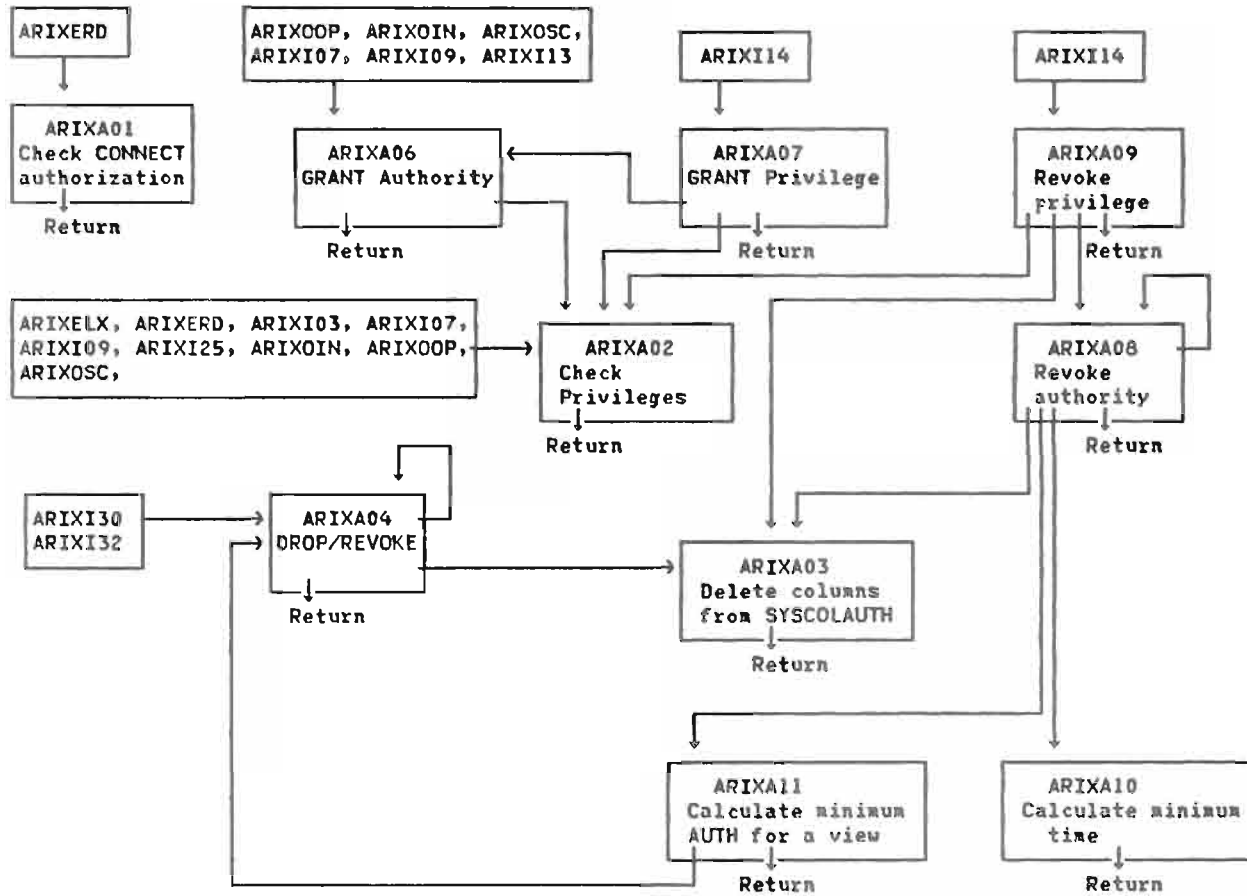 ARIXERD
ARIXOOP, ARIXOIN, ARIXOSC,
ARIXI07, ARIXI09, ARIXI13
ARIXI14
ARIXI14
ARIXA01
Check CONNECT
authorization
Return
ARIXA06
GRANT Authority
Return
ARIXA07
GRANT Privilege
Return
ARIXA09
Revoke
privilege
Return
ARIXELX, ARIXERD, ARIXI03, ARIXI07,
ARIXI09, ARIXI25, ARIXOIN, ARIXOOP,
ARIXOSC,
ARIXA02
Check
Privileges
Return
ARIXA08
Revoke
authority
Return
ARIXI30
ARIXI32
ARIXA04
DROP/REVOKE
Return
ARIXA03
Delete columns
from SYSCOLAUTH
Return
ARIXA11
Calculate minimum
AUTH for a view
Return
ARIXA10
Calculate minimum
time
Return